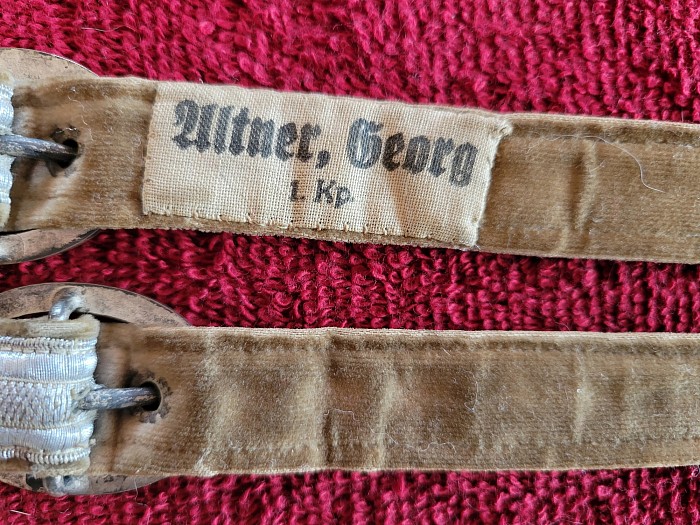 Altner, Georg
1. Kp.